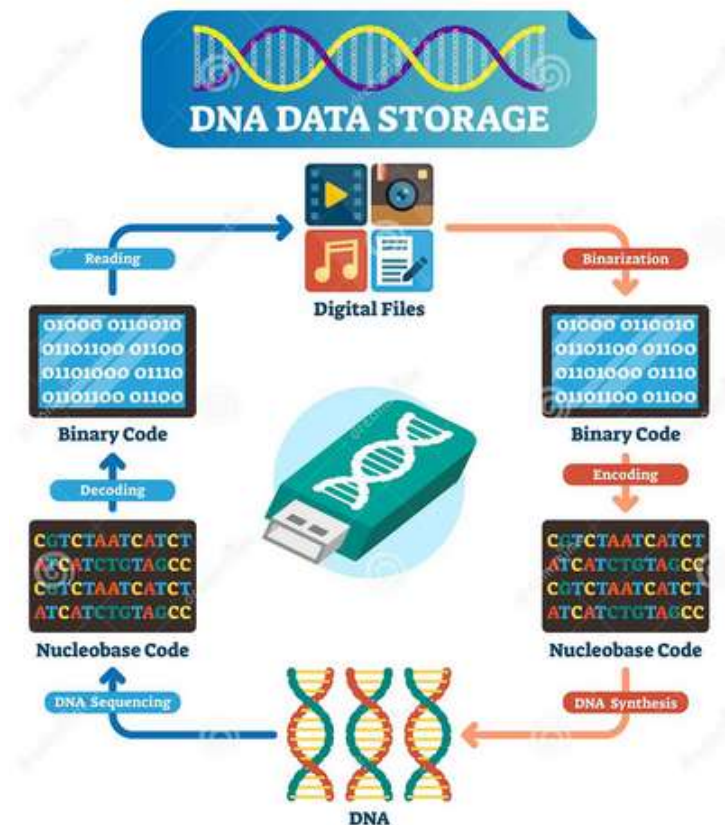 DNA DATA STORAGE
Reading
Binarization
Digital Files
01000 0110010
01101100 01100
01101000 01110
01101100 01100
Binary Code
01000 0110010
01101100 01100
01101000 01110
01101100 01100
Binary Code
Decoding
Encoding
CGTCTAATCATCT
ATCATCTGTAGCC
CGTCTAATCATCT
ATCATCTGTAGCC
Nucleobase Code
CGTCTAATCATCT
ATCATCTGTAGCC
CGTCTAATCATCT
ATCATCTGTAGCC
Nucleobase Code
DNA Sequencing
DNA Synthesis
DNA